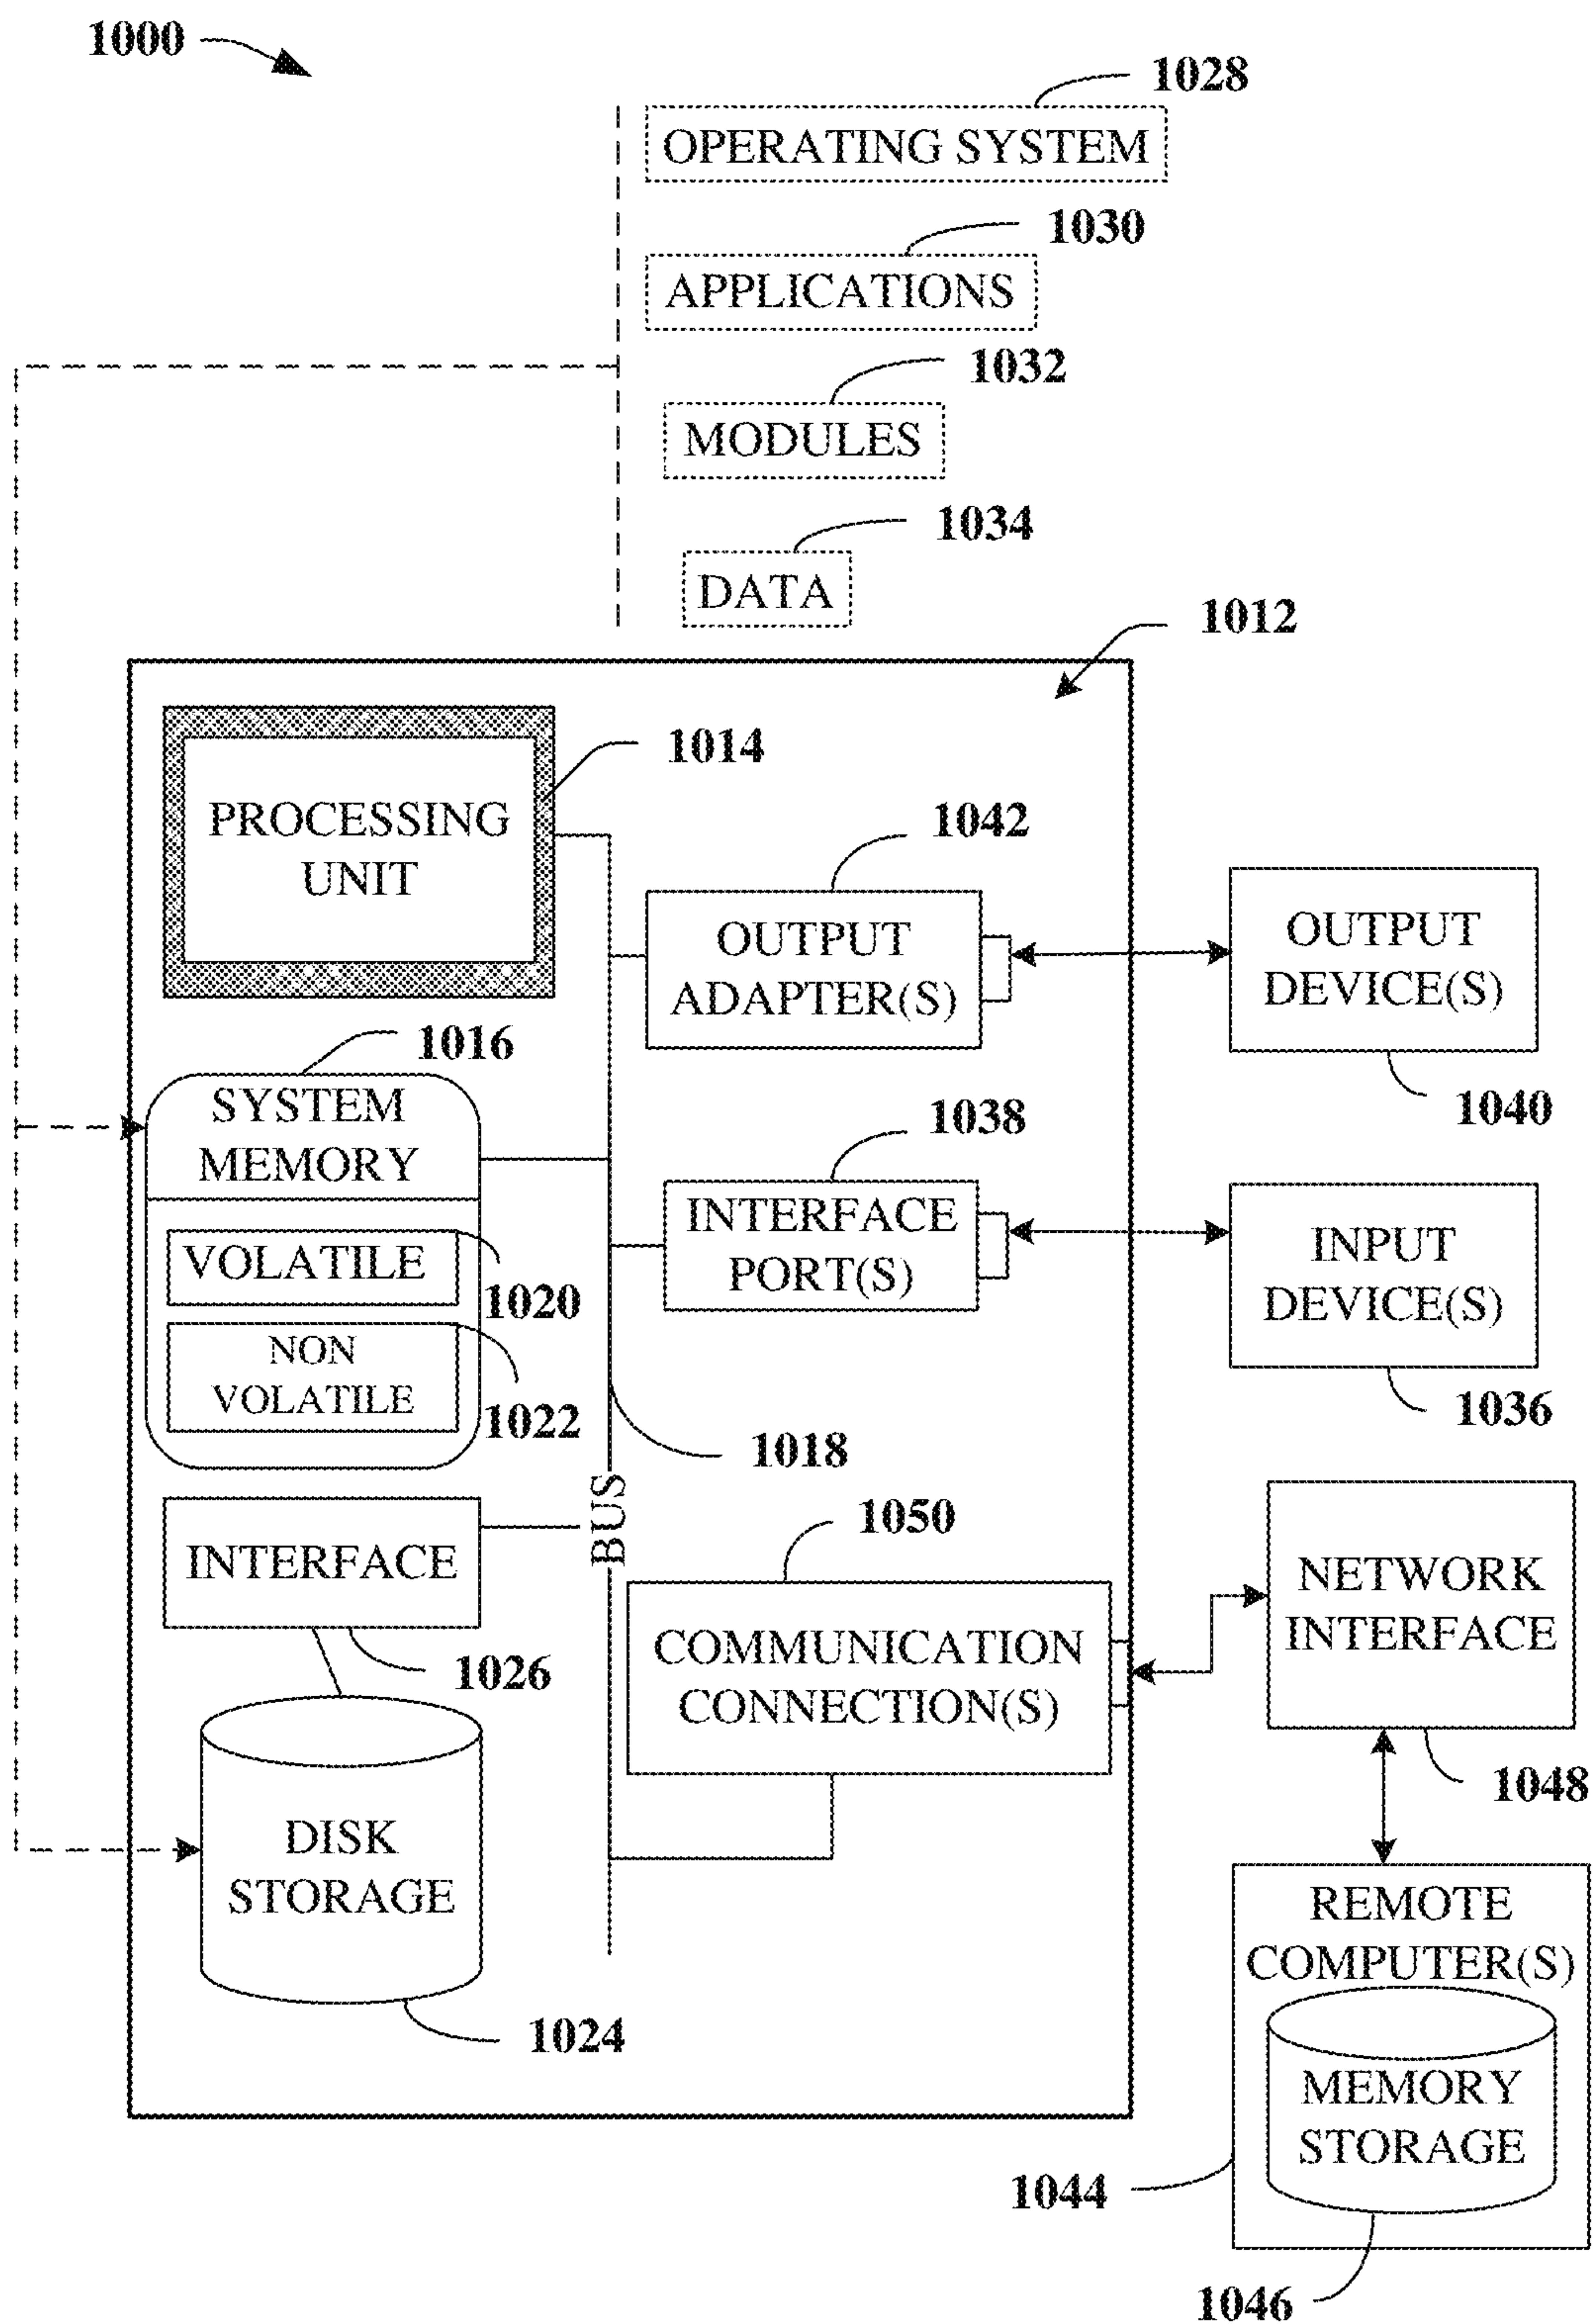 1000
1028
OPERATING SYSTEM
1030
APPLICATIONS
1032
MODULES
1034
DATA
1012
1014
PROCESSING
UNIT
1042
OUTPUT
ADAPTER(S)
OUTPUT
DEVICE(S)
1040
1016
SYSTEM
MEMORY
VOLATILE
1020
NON
VOLATILE
1022
1038
INTERFACE
PORT(S)
INPUT
DEVICE(S)
1036
1018
BUS
INTERFACE
1026
1050
COMMUNICATION
CONNECTION(S)
NETWORK
INTERFACE
1048
DISK
STORAGE
1024
REMOTE
COMPUTER(S)
MEMORY
STORAGE
1044
1046